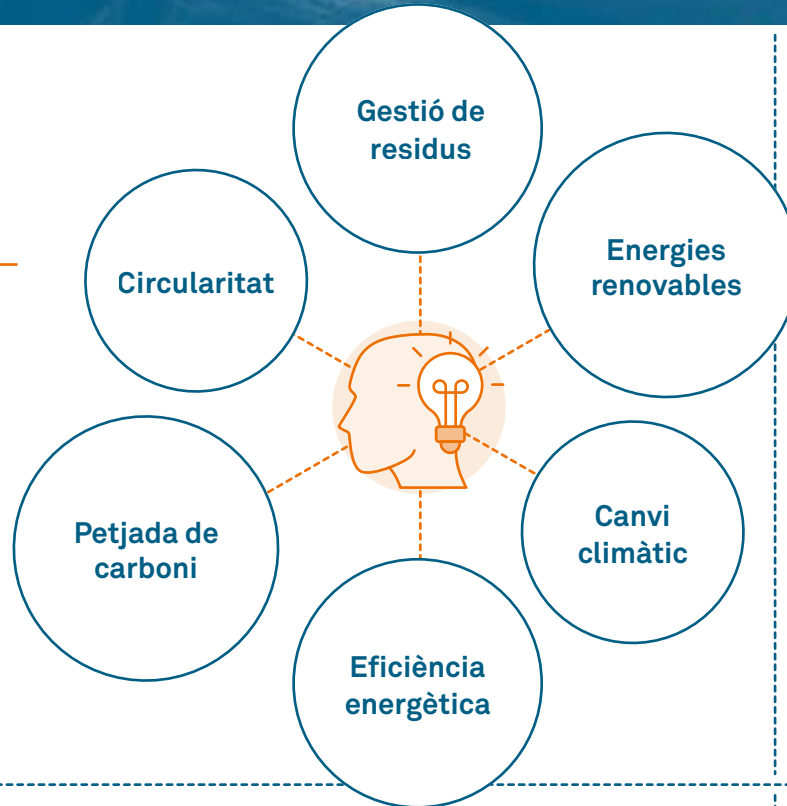 Gestió de
residus
Circularitat
Energies
renovables
Petjada de
carboni
Canvi
climàtic
Eficiència
energètica